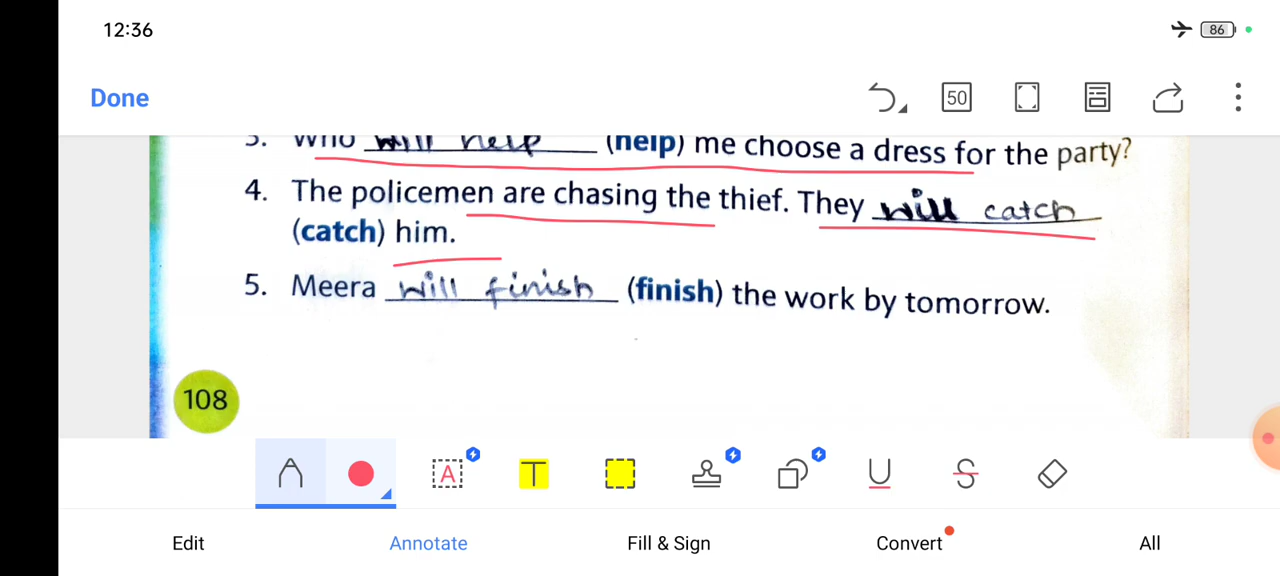 12:36
86
Done
50
3. Who will help (help) me choose a dress for the party?
4. The policemen are chasing the thief. They will catch
(catch) him.
5. Meera will finish (finish) the work by tomorrow.
108
A
T
U
S
Edit Annotate Fill & Sign Convert All